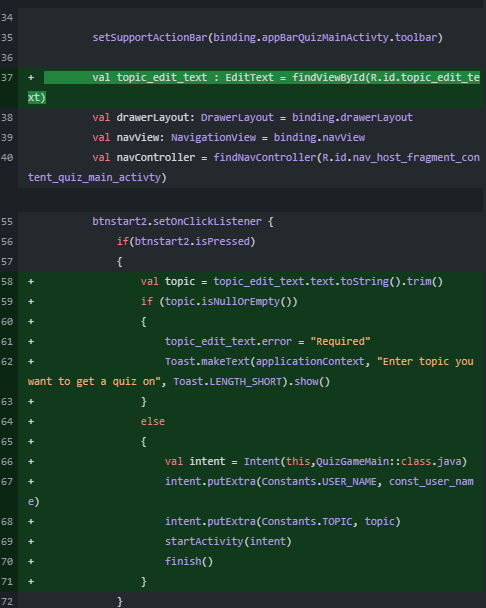 34
35 setSupportActionBar(binding.appBarQuizMainActivty.toolbar)
36
37 + val topic_edit_text : EditText = findViewById(R.id.topic_edit_te
xt)
38 val drawerLayout: DrawerLayout = binding.drawerLayout
39 val navView: NavigationView = binding.navView
40 val navController = findNavController(R.id.nav_host_fragment_con
tent_quiz_main_activty)
55 btnstart2.setOnClickListener {
56 if(btnstart2.isPressed)
57 {
58 + val topic = topic_edit_text.text.toString().trim()
59 + if (topic.isNullOrEmpty())
60 + {
61 + topic_edit_text.error = "Required"
62 + Toast.makeText(applicationContext, "Enter topic you
want to get a quiz on", Toast.LENGTH_SHORT).show()
63 + }
64 + else
65 + {
66 + val intent = Intent(this,QuizGameMain::class.java)
67 + intent.putExtra(Constants.USER_NAME, const_user_nam
e)
68 + intent.putExtra(Constants.TOPIC, topic)
69 + startActivity(intent)
70 + finish()
71 + }
72 }